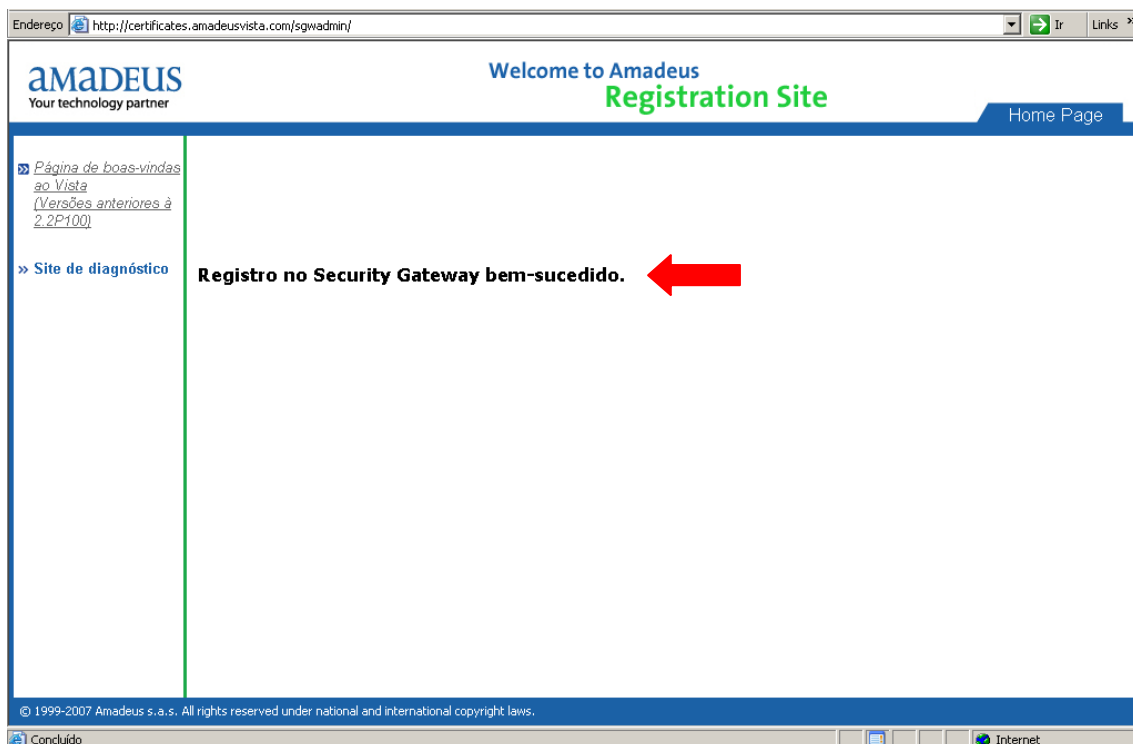 Endereço http://certificates.amadeusvista.com/sgwadmin/ Ir Links »
amadeus
Your technology partner
Welcome to Amadeus
Registration Site
Home Page
» Página de boas-vindas
ao Vista
(Versões anteriores à
2.2P100)
» Site de diagnóstico
Registro no Security Gateway bem-sucedido.
© 1999-2007 Amadeus s.a.s. All rights reserved under national and international copyright laws.
Concluído Internet